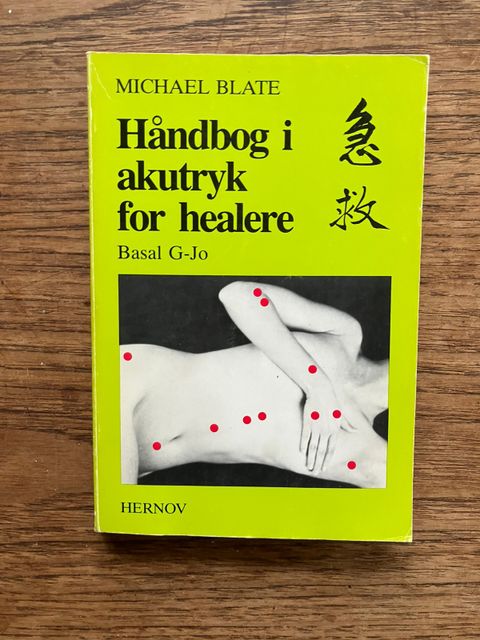 MICHAEL BLATE
Håndbog i
akutryk
for healere
Basal G-Jo
急
救
HERNOV